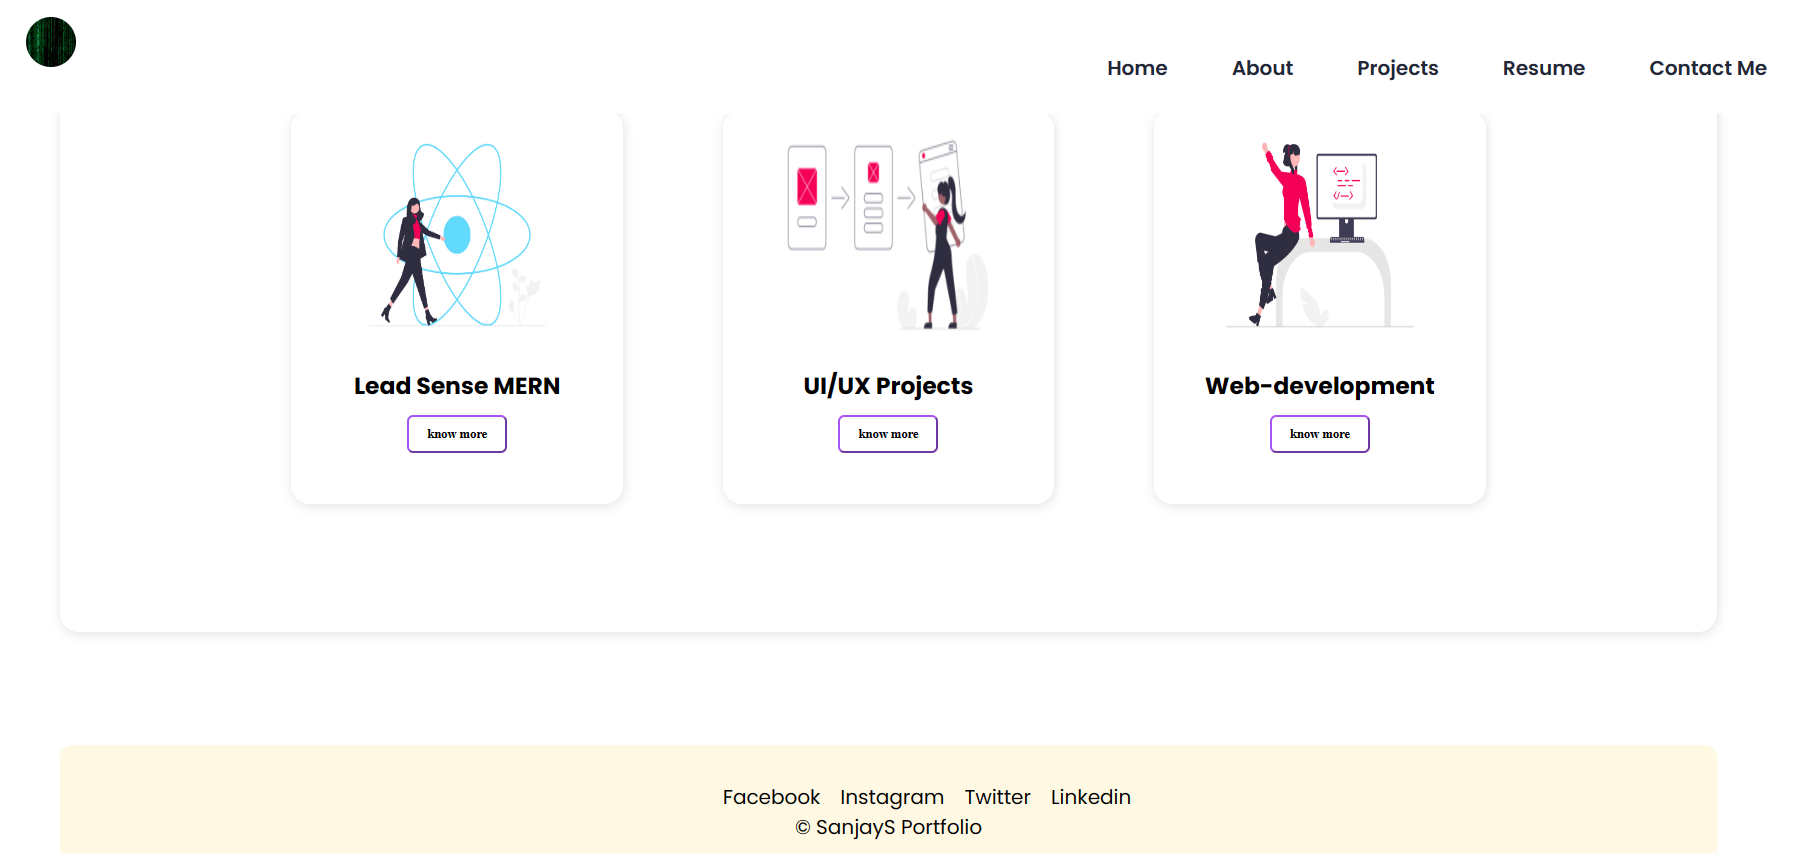 Home About Projects Resume Contact Me
Lead Sense MERN
know more
UI/UX Projects
know more
Web-development
know more
Facebook Instagram Twitter Linkedin
© SanjayS Portfolio